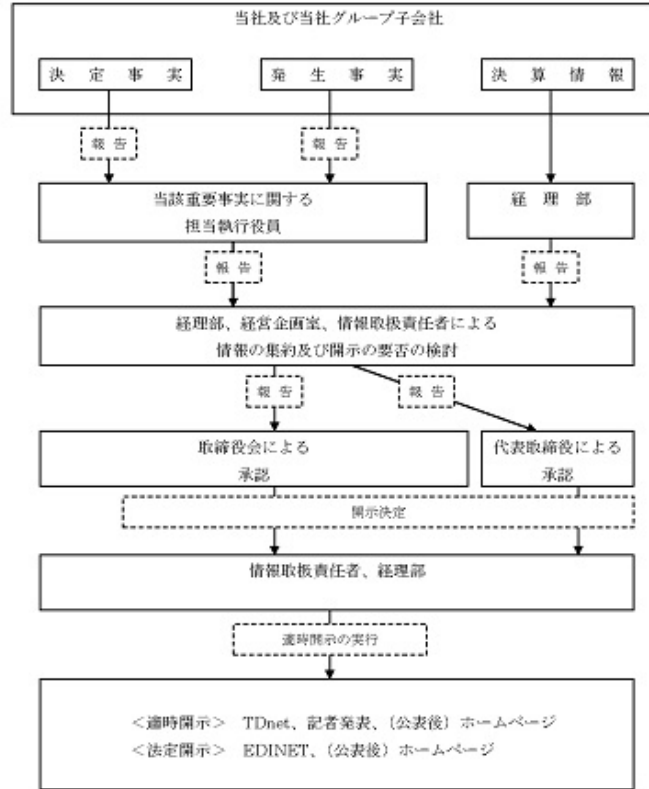 当社及び当社グループ子会社
決定事実
発生事実
決算情報
報告
報告
当該重要事実に関する
担当執行役員
経理部
報告
報告
経理部、経営企画室、情報取扱責任者による
情報の集約及び開示の要否の検討
報告
報告
取締役会による
承認
代表取締役による
承認
開示決定
情報取扱責任者、経理部
適時開示の実行
<適時開示> TDnet、記者発表、(公表後)ホームページ
<法定開示> EDINET、(公表後)ホームページ